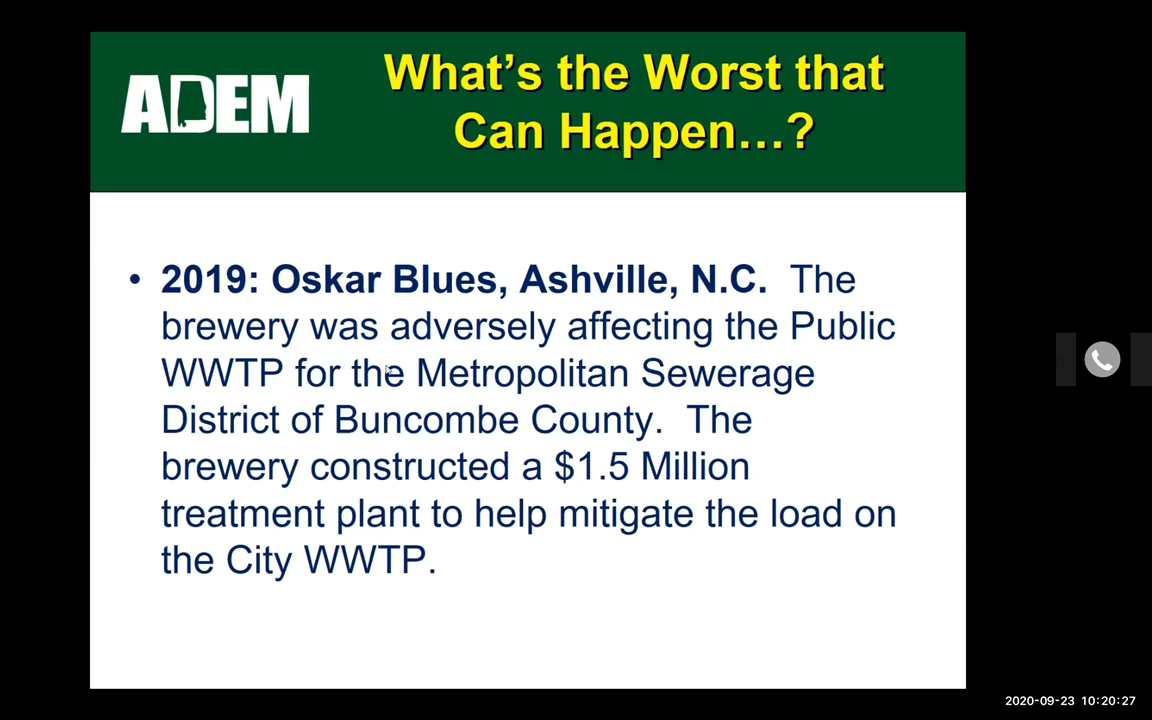 ADEM
What's the Worst that
Can Happen...?
• 2019: Oskar Blues, Ashville, N.C. The
brewery was adversely affecting the Public
WWTP for the Metropolitan Sewerage
District of Buncombe County. The
brewery constructed a $1.5 Million
treatment plant to help mitigate the load on
the City WWTP.
2020-09-23 10:20:27